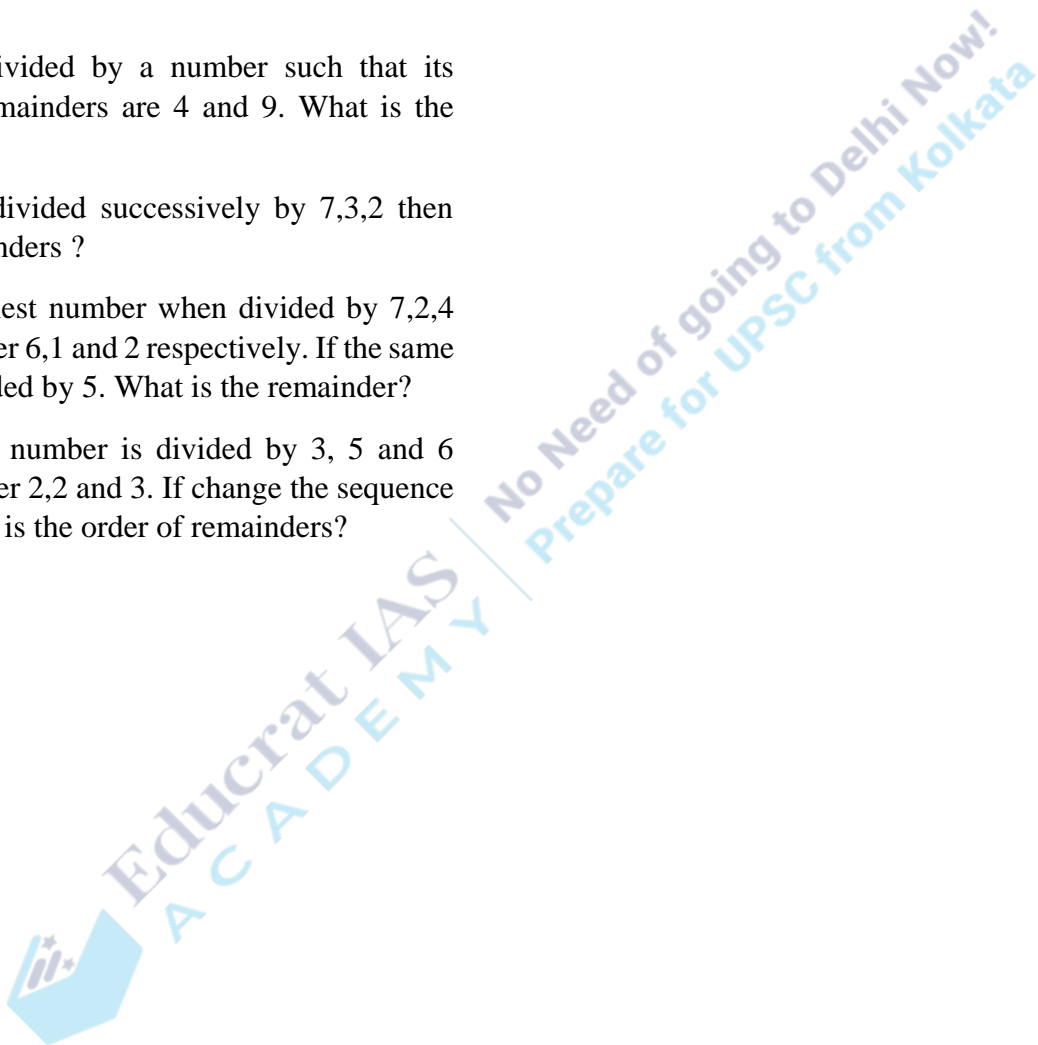 ivided by a number such that its
mainders are 4 and 9. What is the
divided successively by 7,3,2 then
nders ?
est number when divided by 7,2,4
er 6,1 and 2 respectively. If the same
ded by 5. What is the remainder?
number is divided by 3, 5 and 6
er 2,2 and 3. If change the sequence
is the order of remainders?
Educrat IAS
ACADEMY
No Need of going to Delhi Now!
Prepare for UPSC from Kolkata